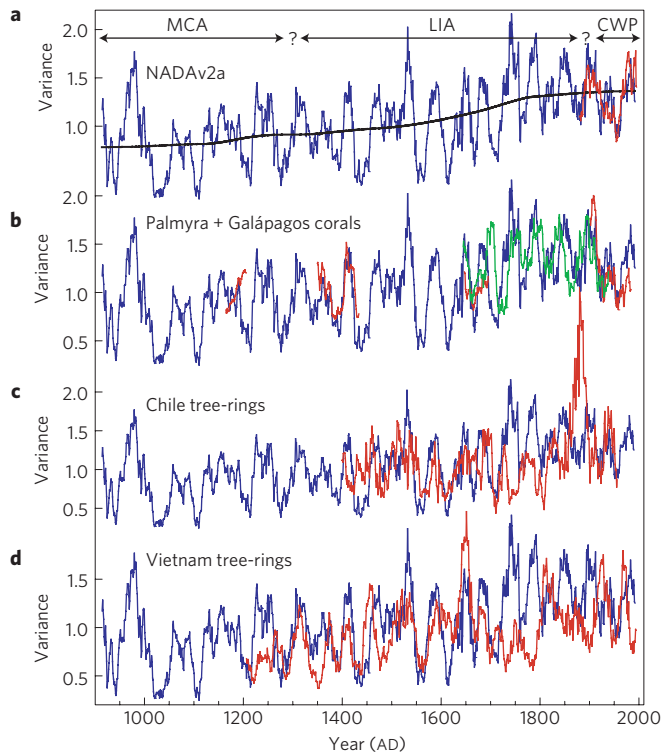 a
MCA ? LIA ? CWP
2.0
NADAv2a
1.5
1.0
Variance
2.0
b
Palmyra + Galápagos corals
1.5
1.0
0.5
Variance
c
2.0
Chile tree-rings
1.5
1.0
0.5
Variance
d
Vietnam tree-rings
1.5
1.0
0.5
Variance
1000 1200 1400 1600 1800 2000
Year (AD)